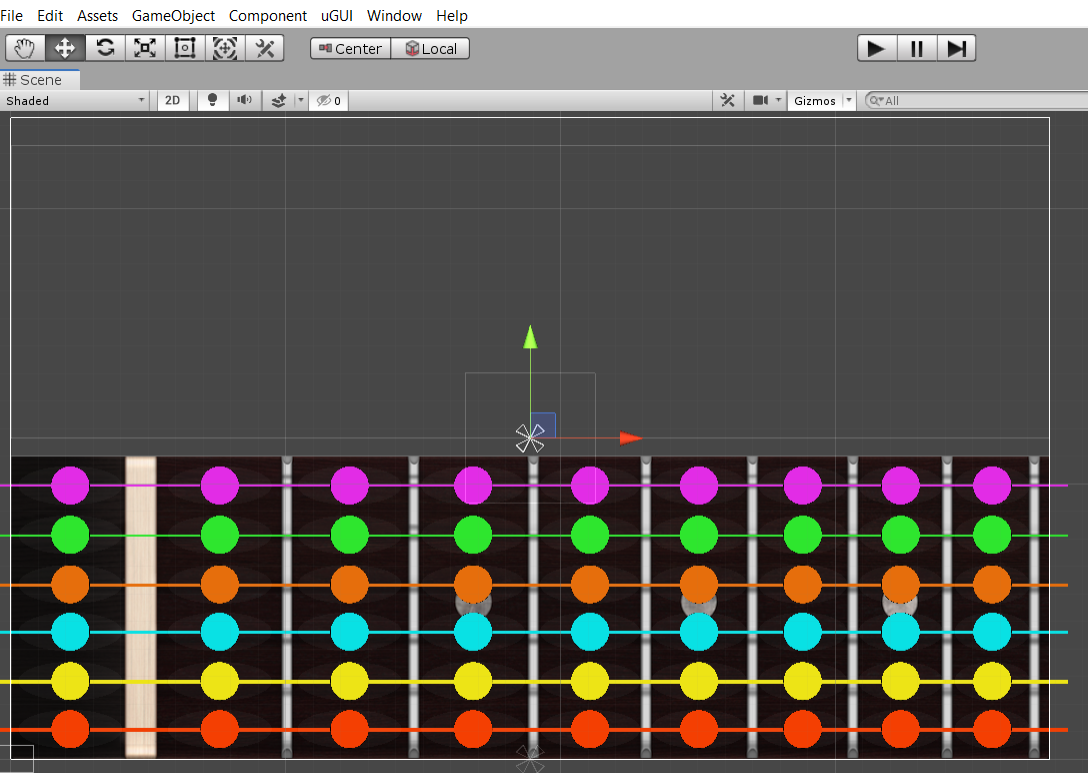 File Edit Assets GameObject Component uGUI Window Help
Center Local
Scene
Shaded 2D 0 Gizmos All